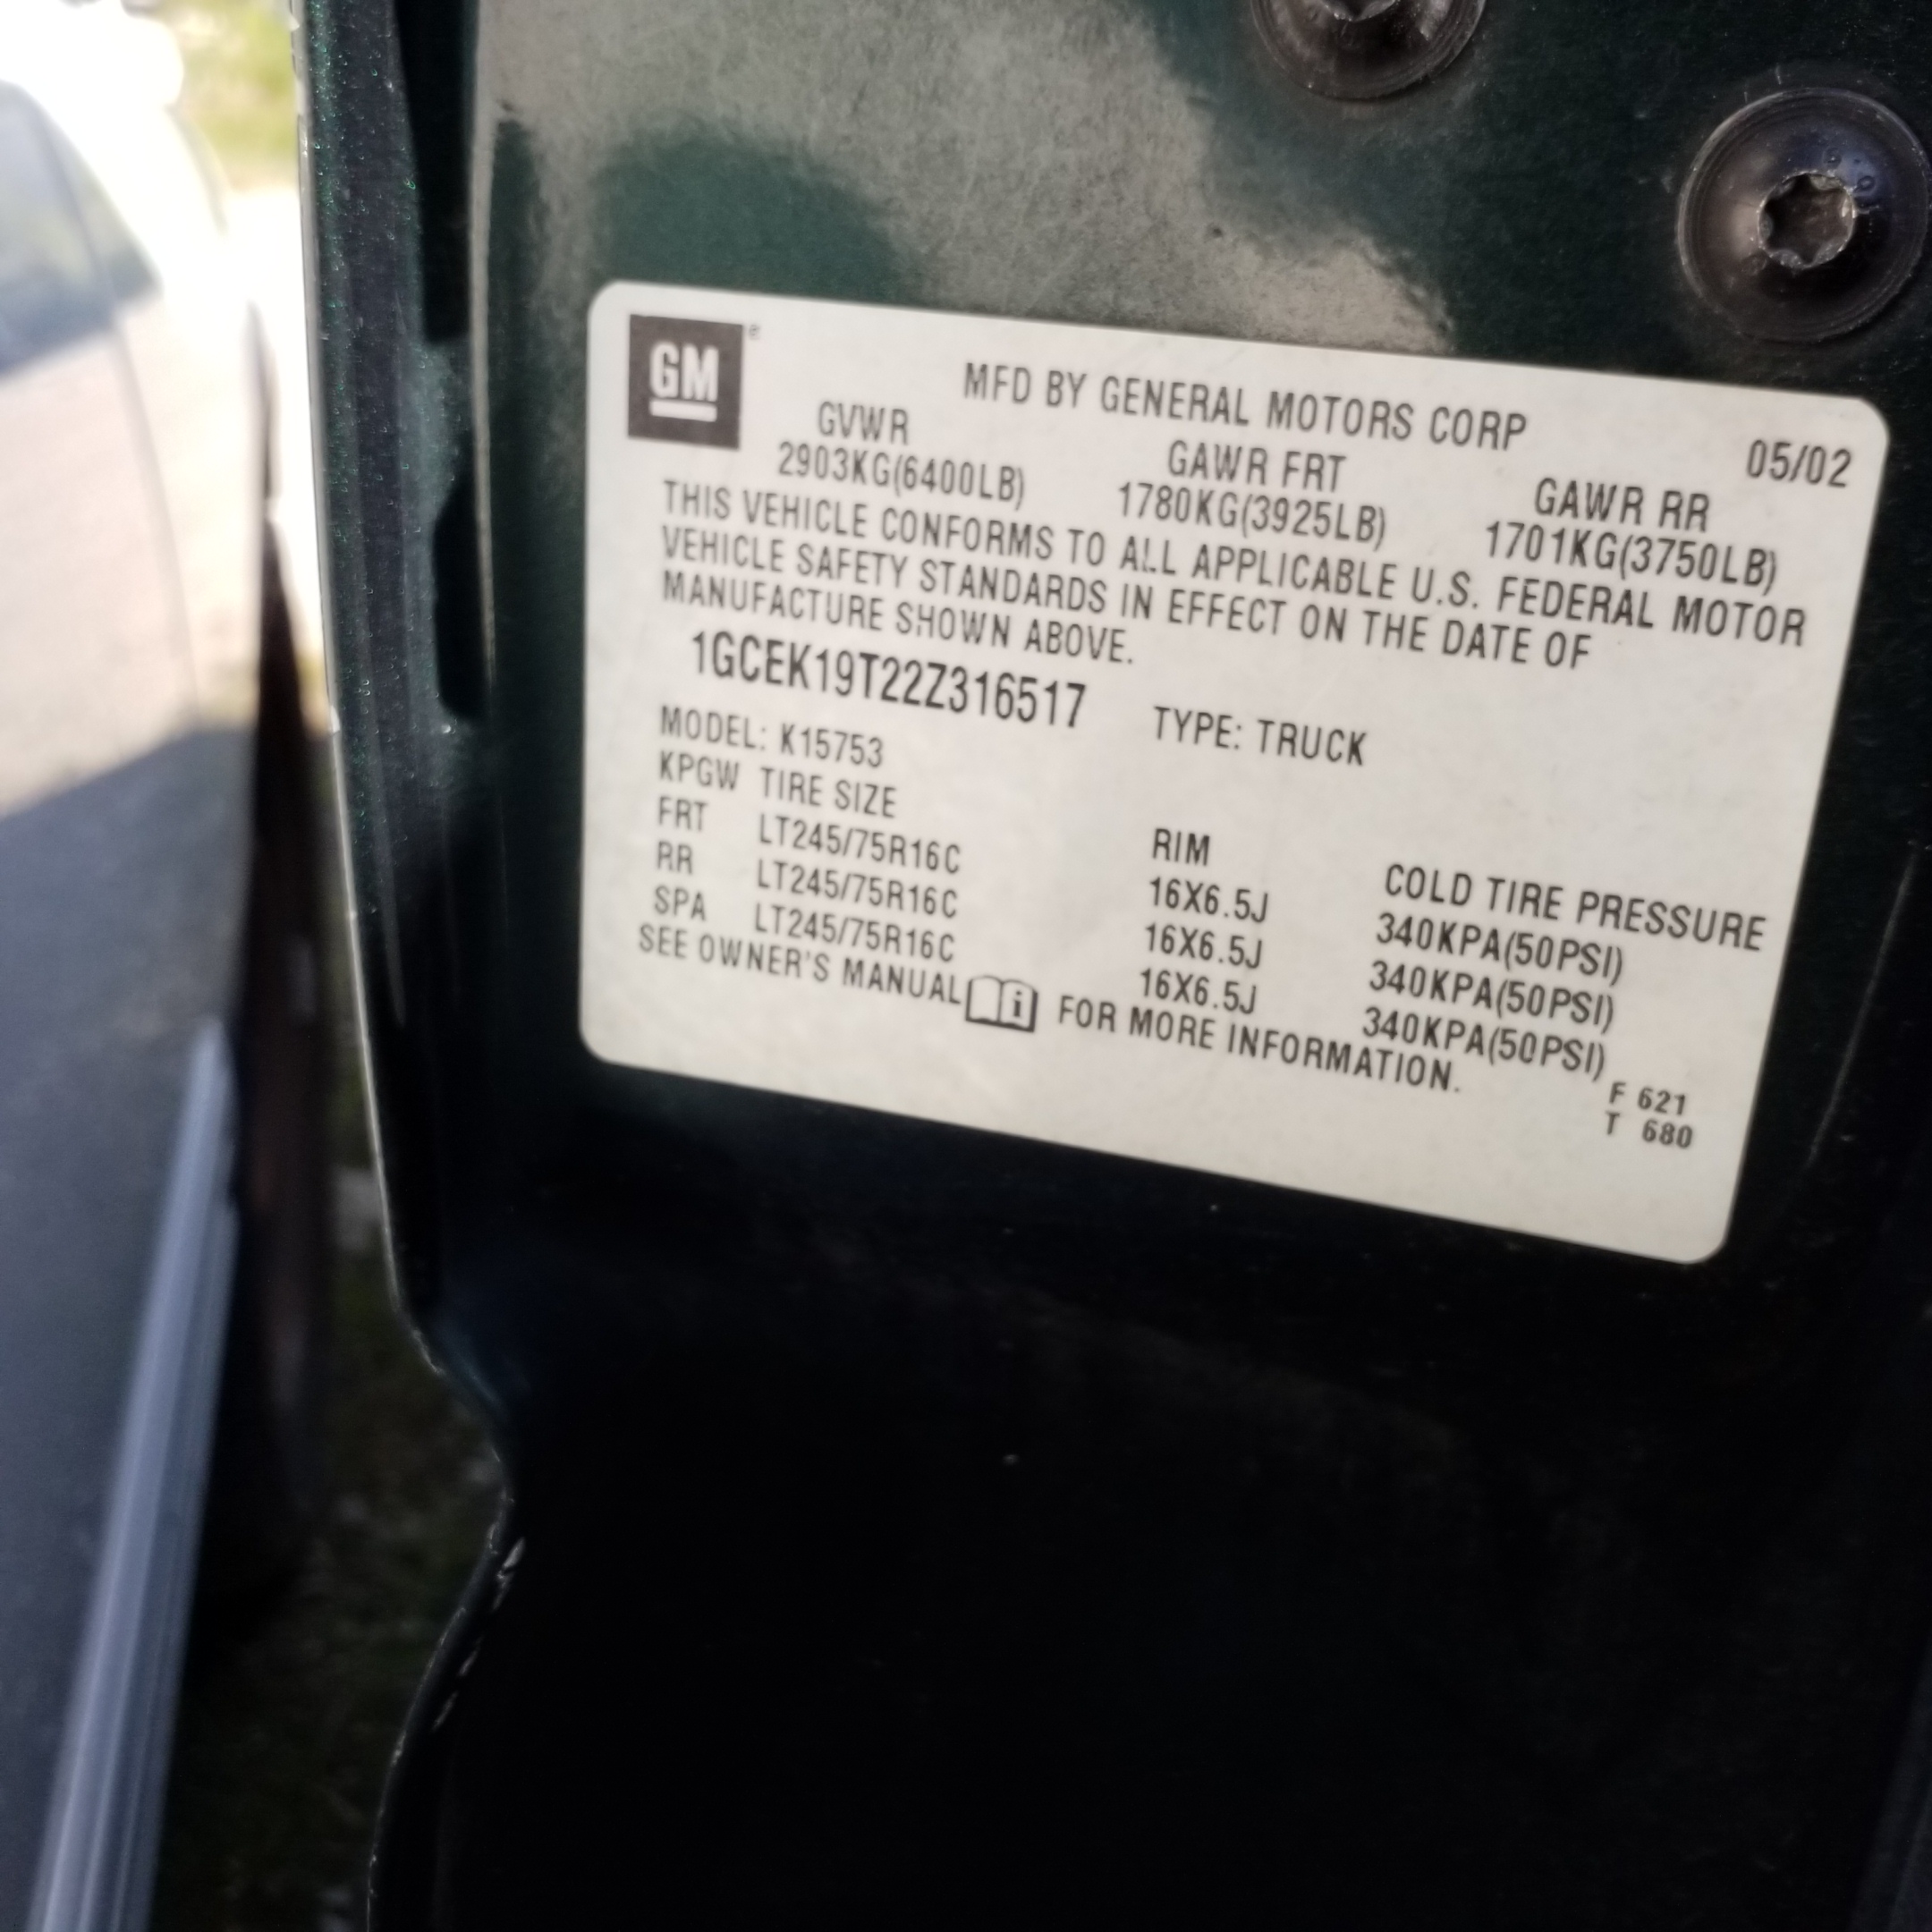 GM
MFD BY GENERAL MOTORS CORP
05/02
GVWR GAWR FRT GAWR RR
2903KG(6400LB) 1780KG(3925LB) 1701KG(3750LB)
THIS VEHICLE CONFORMS TO ALL APPLICABLE U.S. FEDERAL MOTOR
VEHICLE SAFETY STANDARDS IN EFFECT ON THE DATE OF
MANUFACTURE SHOWN ABOVE.
1GCEK19T22Z316517 TYPE: TRUCK
MODEL: K15753
KPGW TIRE SIZE RIM COLD TIRE PRESSURE
FRT LT245/75R16C 16X6.5J 340KPA(50PSI)
RR LT245/75R16C 16X6.5J 340KPA(50PSI)
SPA LT245/75R16C 16X6.5J 340KPA(50PSI)
SEE OWNER'S MANUAL FOR MORE INFORMATION.
F 621
T 680